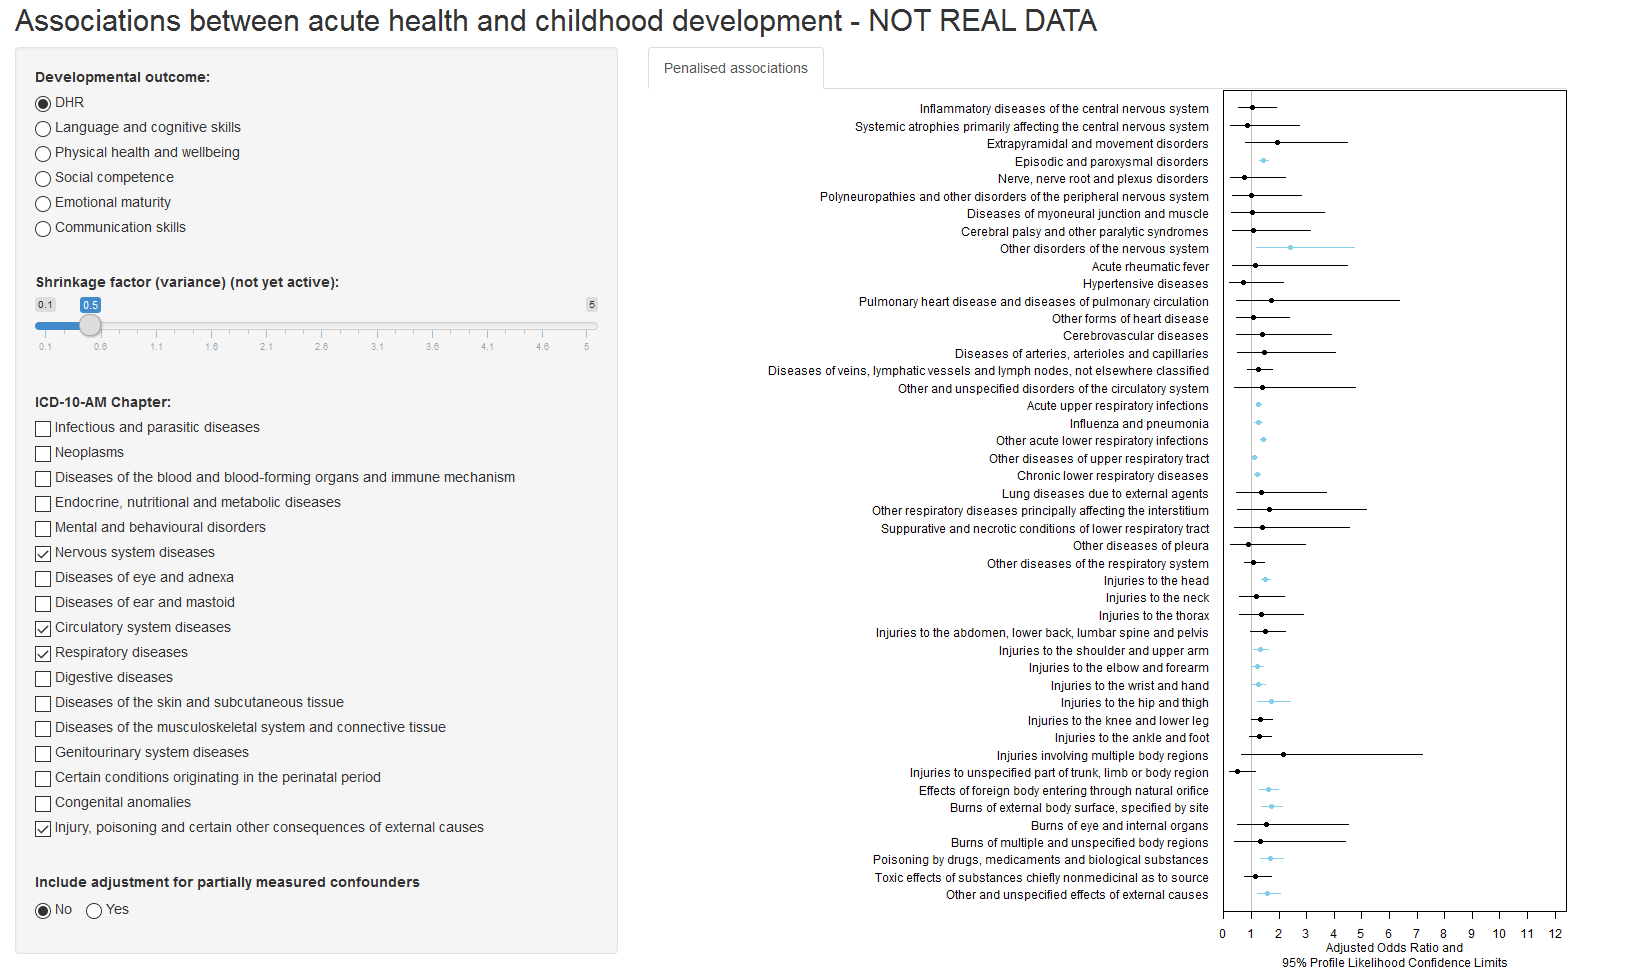 Associations between acute health and childhood development - NOT REAL DATA
Developmental outcome:
DHR
Language and cognitive skills
Physical health and wellbeing
Social competence
Emotional maturity
Communication skills
Shrinkage factor (variance) (not yet active):
0.1 0.5 5
0.1 0.6 1.1 1.6 2.1 2.6 3.1 3.6 4.1 4.6 5
ICD-10-AM Chapter:
Infectious and parasitic diseases
Neoplasms
Diseases of the blood and blood-forming organs and immune mechanism
Endocrine, nutritional and metabolic diseases
Mental and behavioural disorders
Nervous system diseases
Diseases of eye and adnexa
Diseases of ear and mastoid
Circulatory system diseases
Respiratory diseases
Digestive diseases
Diseases of the skin and subcutaneous tissue
Diseases of the musculoskeletal system and connective tissue
Genitourinary system diseases
Certain conditions originating in the perinatal period
Congenital anomalies
Injury, poisoning and certain other consequences of external causes
Include adjustment for partially measured confounders
No Yes
Penalised associations
Inflammatory diseases of the central nervous system
Systemic atrophies primarily affecting the central nervous system
Extrapyramidal and movement disorders
Episodic and paroxysmal disorders
Nerve, nerve root and plexus disorders
Polyneuropathies and other disorders of the peripheral nervous system
Diseases of myoneural junction and muscle
Cerebral palsy and other paralytic syndromes
Other disorders of the nervous system
Acute rheumatic fever
Hypertensive diseases
Pulmonary heart disease and diseases of pulmonary circulation
Other forms of heart disease
Cerebrovascular diseases
Diseases of arteries, arterioles and capillaries
Diseases of veins, lymphatic vessels and lymph nodes, not elsewhere classified
Other and unspecified disorders of the circulatory system
Acute upper respiratory infections
Influenza and pneumonia
Other acute lower respiratory infections
Other diseases of upper respiratory tract
Chronic lower respiratory diseases
Lung diseases due to external agents
Other respiratory diseases principally affecting the interstitium
Suppurative and necrotic conditions of lower respiratory tract
Other diseases of pleura
Other diseases of the respiratory system
Injuries to the head
Injuries to the neck
Injuries to the thorax
Injuries to the abdomen, lower back, lumbar spine and pelvis
Injuries to the shoulder and upper arm
Injuries to the elbow and forearm
Injuries to the wrist and hand
Injuries to the hip and thigh
Injuries to the knee and lower leg
Injuries to the ankle and foot
Injuries involving multiple body regions
Injuries to unspecified part of trunk, limb or body region
Effects of foreign body entering through natural orifice
Burns of external body surface, specified by site
Burns of eye and internal organs
Burns of multiple and unspecified body regions
Poisoning by drugs, medicaments and biological substances
Toxic effects of substances chiefly nonmedicinal as to source
Other and unspecified effects of external causes
0 1 2 3 4 5 6 7 8 9 10 11 12
Adjusted Odds Ratio and
95% Profile Likelihood Confidence Limits